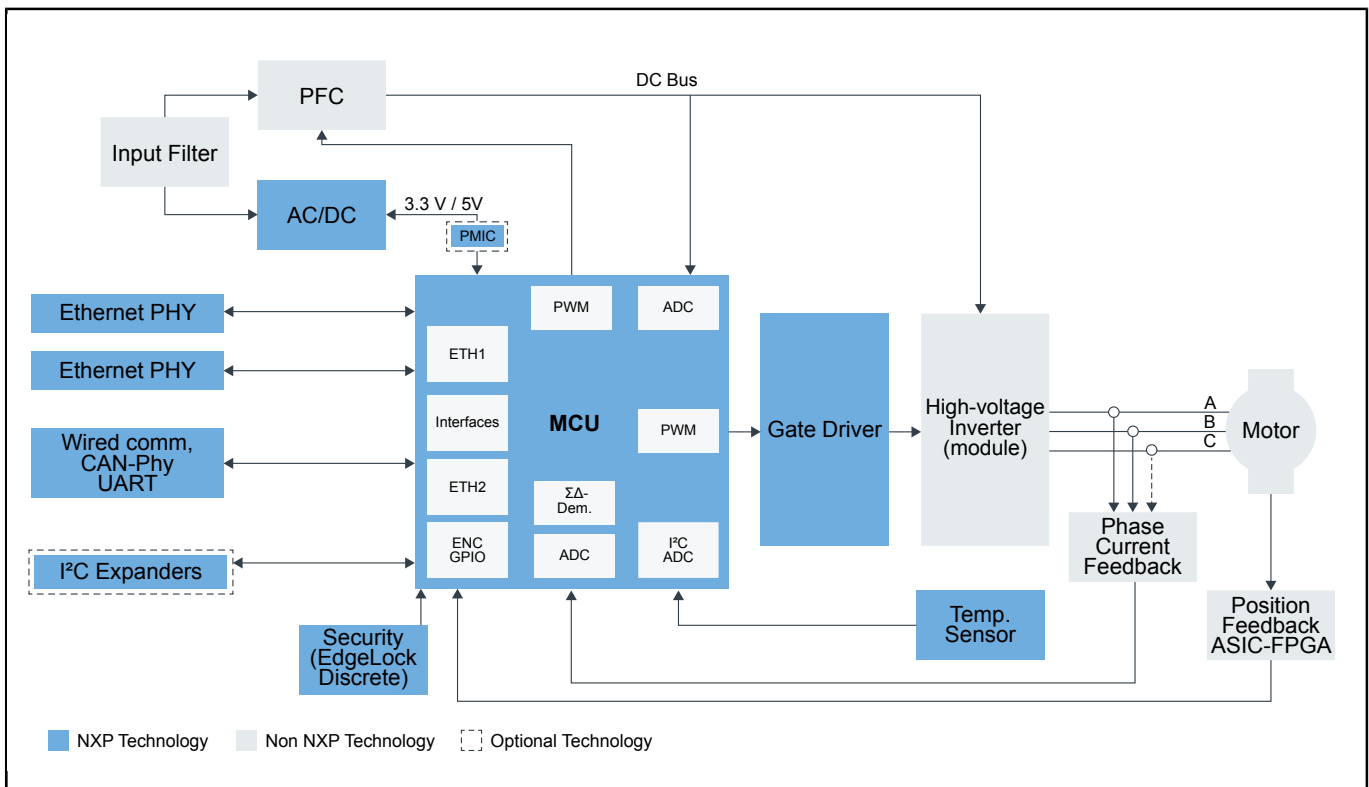 DC Bus
PFC
Input Filter
AC/DC
3.3 V / 5V
PMIC
Ethernet PHY
Ethernet PHY
Wired comm,
CAN-Phy
UART
I²C Expanders
Security
(EdgeLock
Discrete)
PWM
ADC
ETH1
Interfaces
MCU
PWM
ETH2
ΣΔ-
Dem.
ENC
GPIO
ADC
I²C
ADC
Gate Driver
High-voltage
Inverter
(module)
A
B
C
Motor
Phase
Current
Feedback
Temp.
Sensor
Position
Feedback
ASIC-FPGA
NXP Technology
Non NXP Technology
Optional Technology